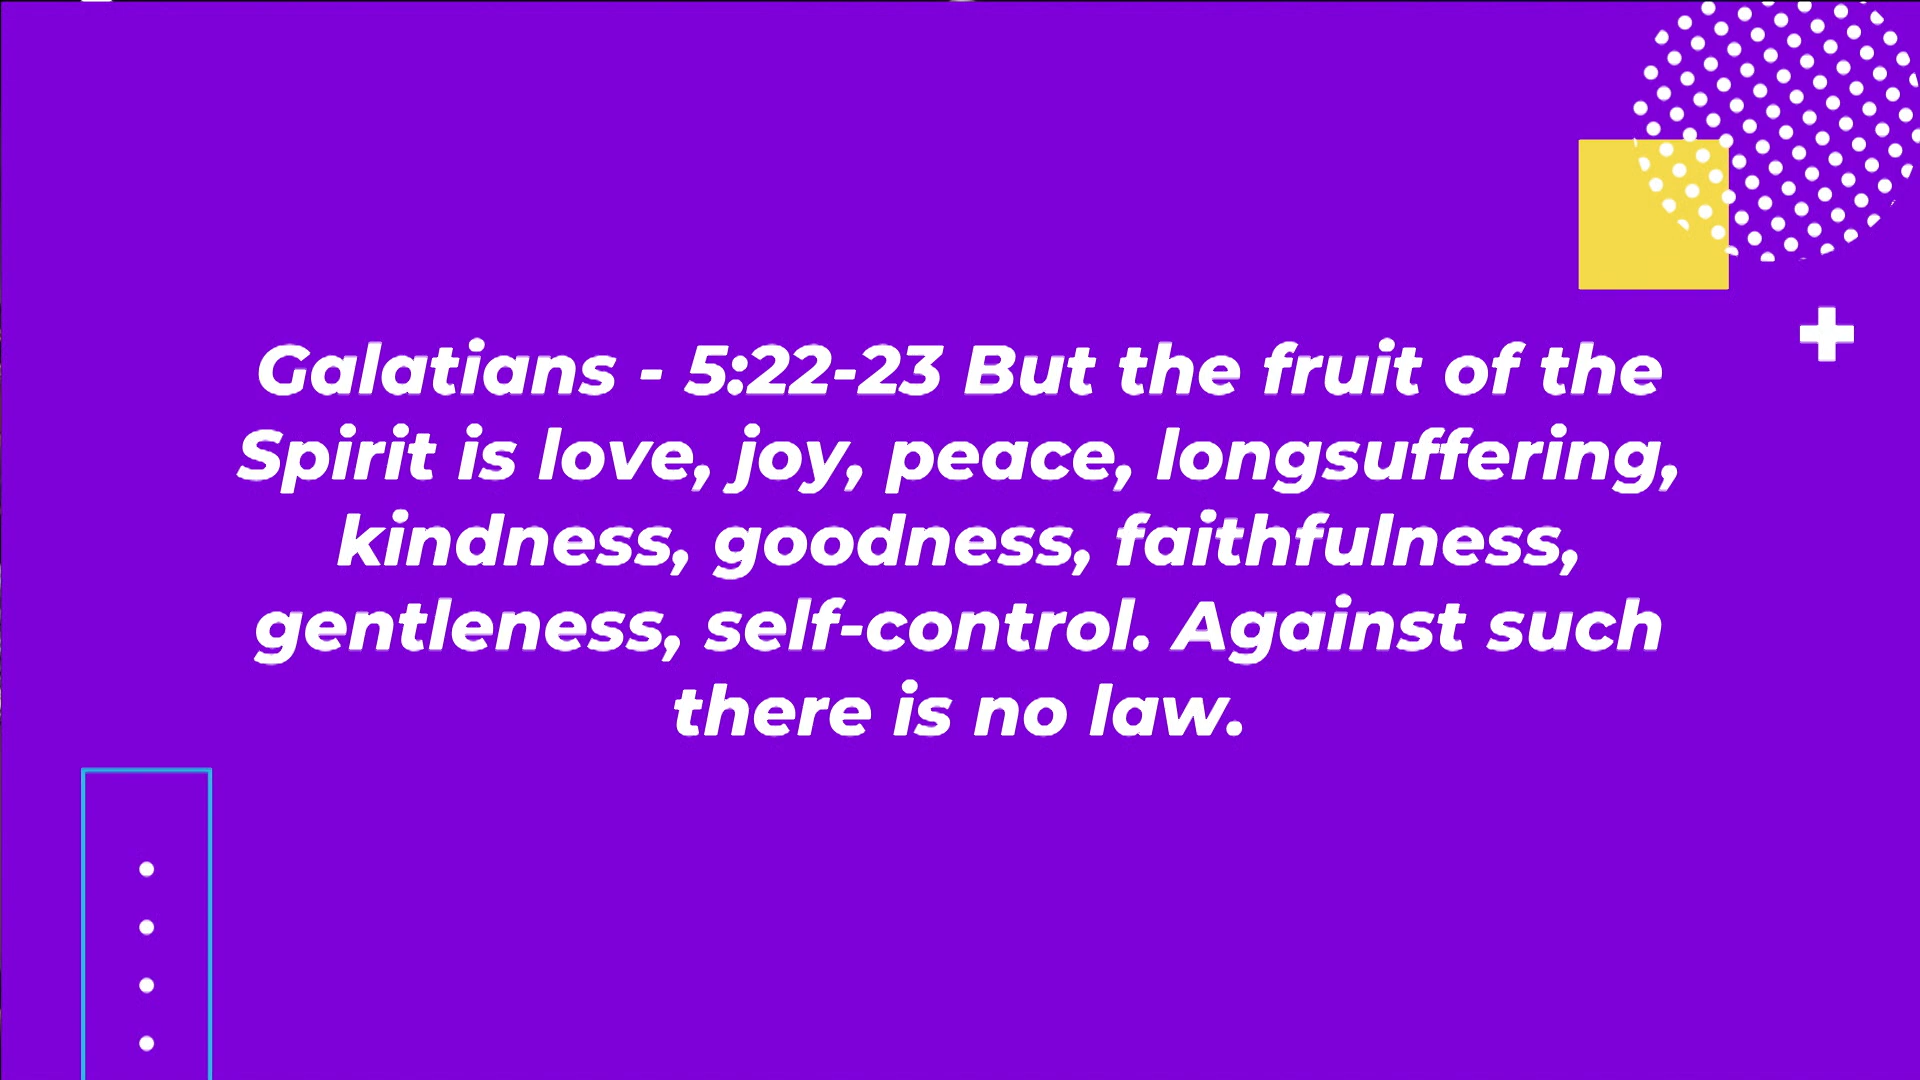 Galatians - 5:22-23 But the fruit of the
Spirit is love, joy, peace, longsuffering,
kindness, goodness, faithfulness,
gentleness, self-control. Against such
there is no law.